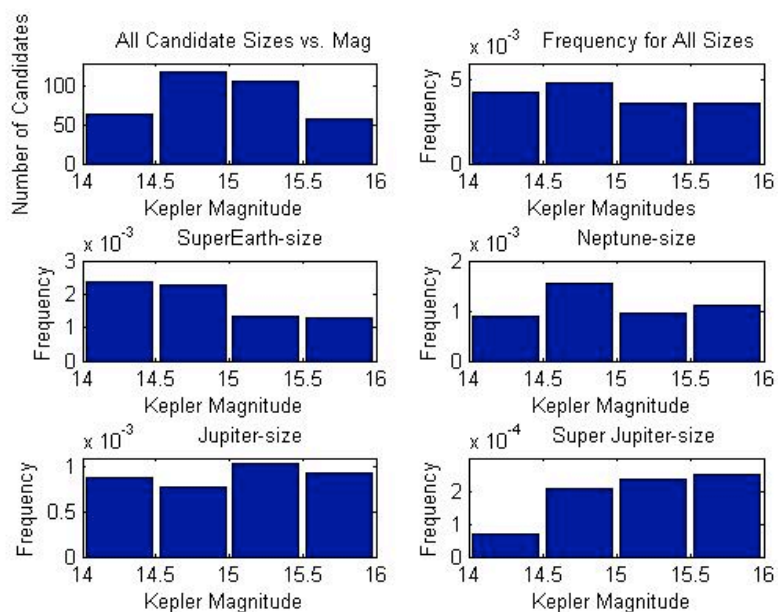 All Candidate Sizes vs. Mag
Number of Candidates
100
50
0
14 14.5 15 15.5 16
Kepler Magnitude
x 10-3
Frequency for All Sizes
Frequency
5
0
14 14.5 15 15.5 16
Kepler Magnitudes
x 10-3
SuperEarth-size
Frequency
3
2
1
0
14 14.5 15 15.5 16
Kepler Magnitude
x 10-3
Neptune-size
Frequency
2
1
0
14 14.5 15 15.5 16
Kepler Magnitude
x 10-3
Jupiter-size
Frequency
1
0.5
0
14 14.5 15 15.5 16
Kepler Magnitude
x 10-4
Super Jupiter-size
Frequency
2
1
0
14 14.5 15 15.5 16
Kepler Magnitude